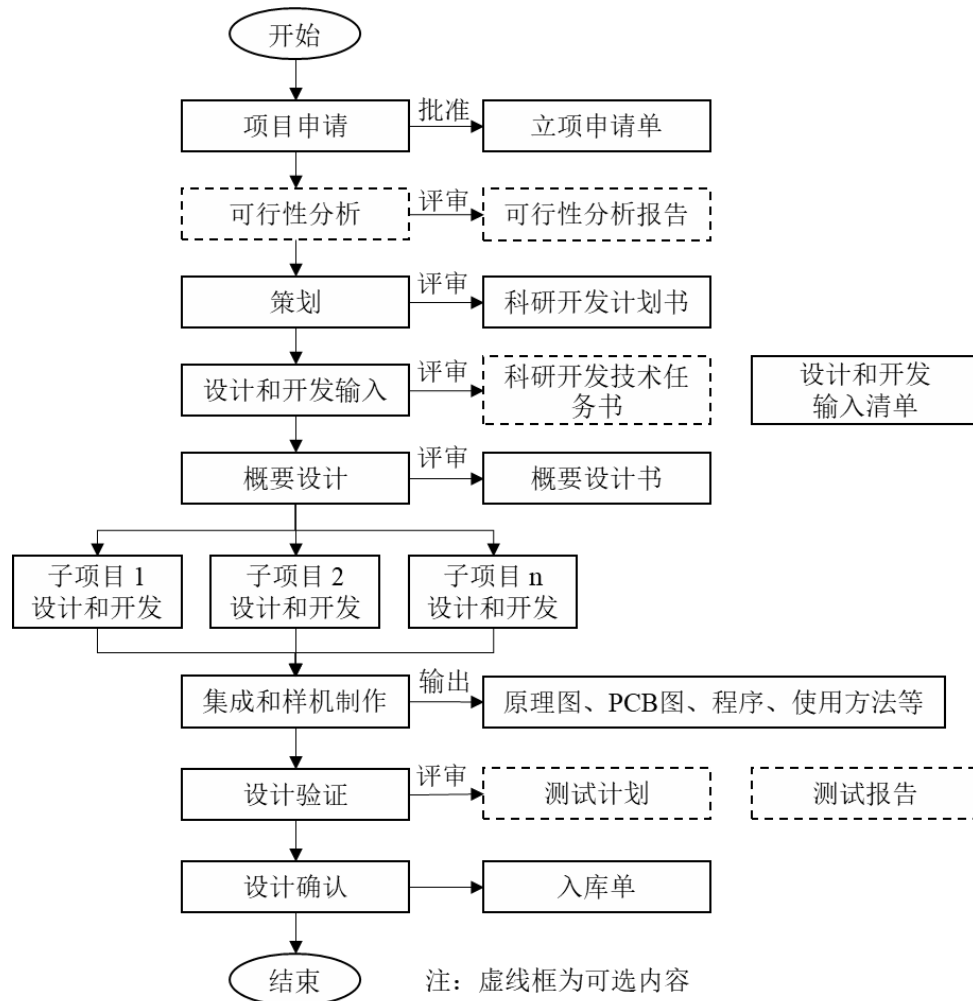 开始
项目申请
批准
立项申请单
可行性分析
评审
可行性分析报告
策划
评审
科研开发计划书
设计和开发输入
评审
科研开发技术任
务书
设计和开发
输入清单
概要设计
评审
概要设计书
子项目 1
设计和开发
子项目 2
设计和开发
子项目 n
设计和开发
集成和样机制作
输出
原理图、PCB图、程序、使用方法等
设计验证
评审
测试计划
测试报告
设计确认
入库单
结束
注：虚线框为可选内容